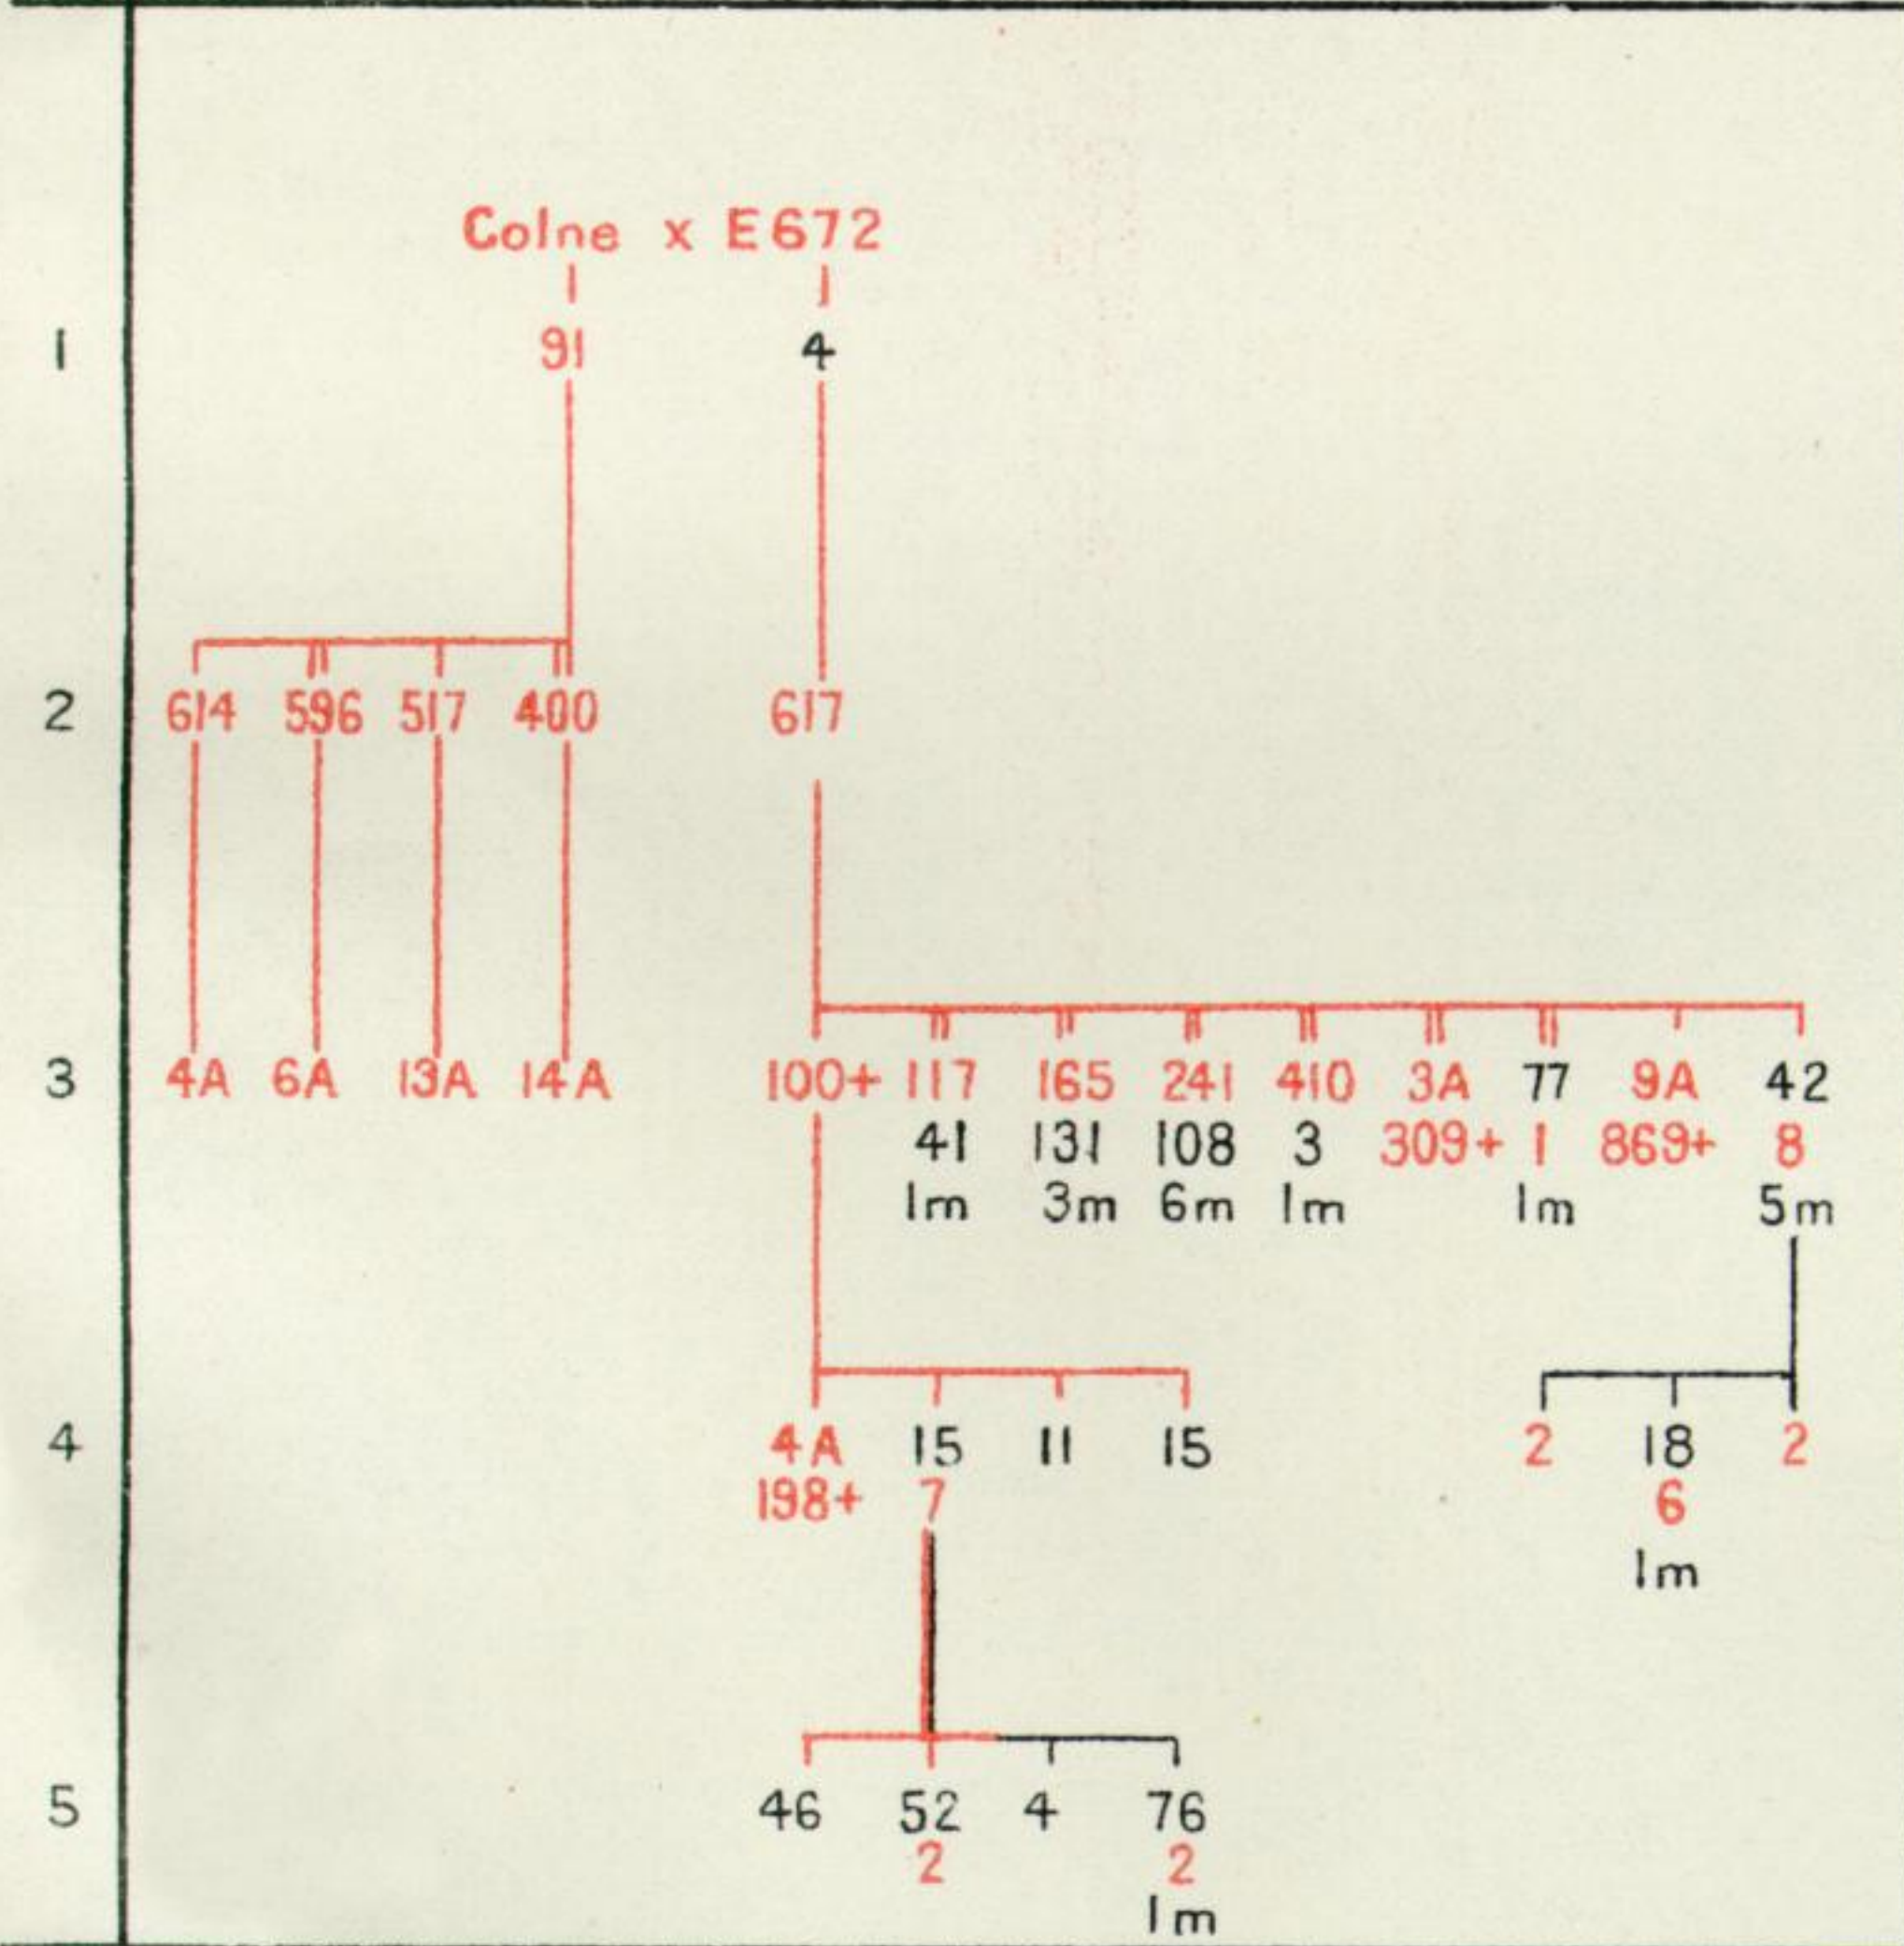 Colne x E672
1 91 4
2 614 596 517 400 617
3 4A 6A 13A 14A 100+ 117 165 241 410 3A 77 9A 42
41 131 108 3 309+ 1 869+ 8
1m 3m 6m 1m 1m 5m
4 4A 15 11 15 2 18 2
198+ 7 6
1m
5 46 52 4 76
2 2
1m